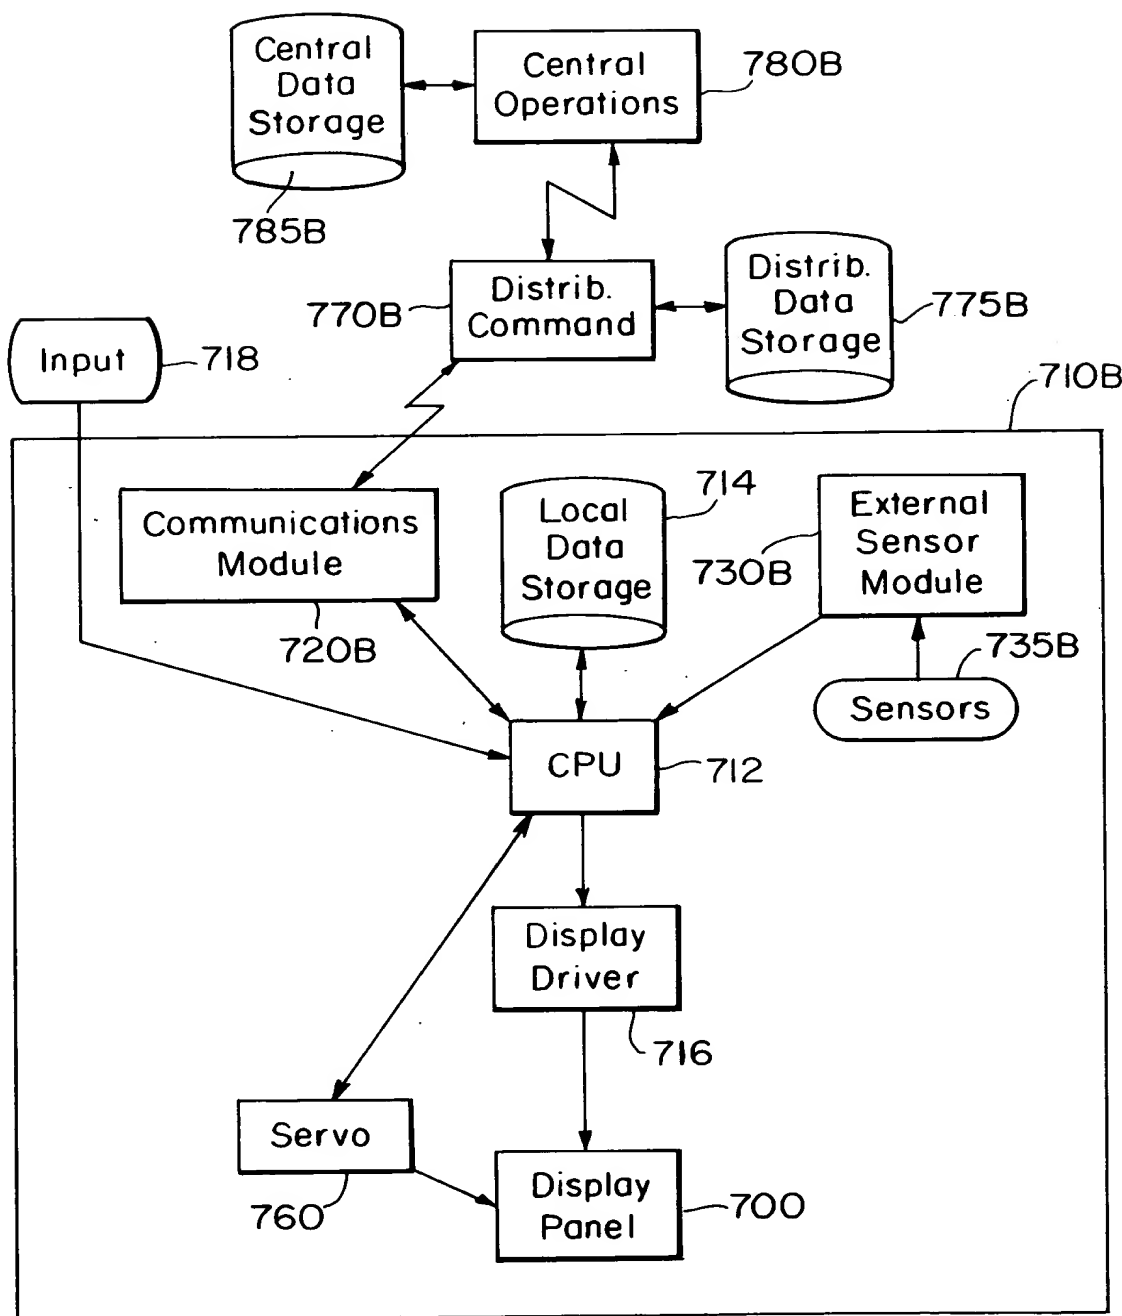 Central
Data
Storage
785B
Central
Operations
780B
Distrib.
Command
770B
Distrib.
Data
Storage
775B
Input
718
710B
Communications
Module
720B
Local
Data
Storage
714
External
Sensor
Module
730B
Sensors
735B
CPU
712
Display
Driver
716
Servo
760
Display
Panel
700